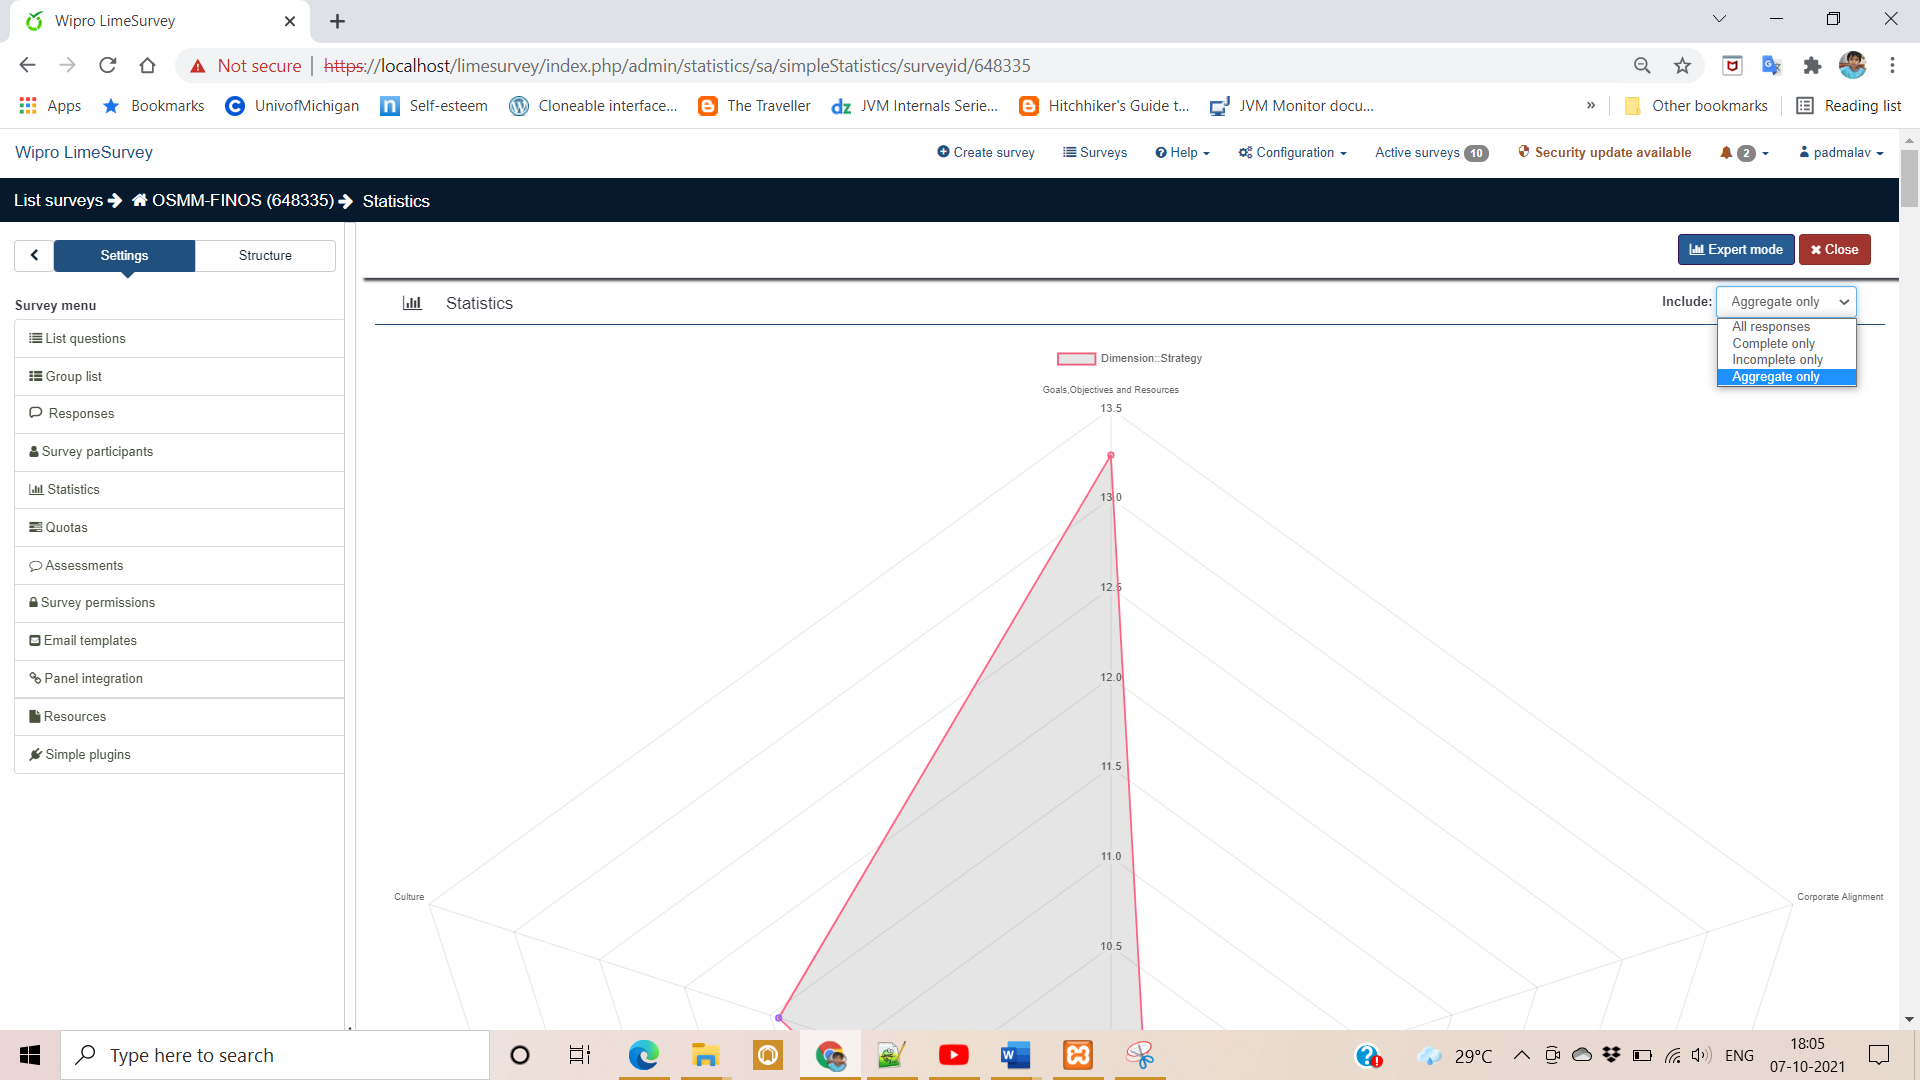 Wipro LimeSurvey
Not secure | https://localhost/limesurvey/index.php/admin/statistics/sa/simpleStatistics/surveyid/648335
Apps Bookmarks UnivofMichigan Self-esteem Cloneable interface... The Traveller JVM Internals Serie... Hitchhiker's Guide t... JVM Monitor docu... » Other bookmarks Reading list
Wipro LimeSurvey Create survey Surveys Help Configuration Active surveys 10 Security update available 2 padmalav
List surveys OSMM-FINOS (648335) Statistics
Settings Structure
Expert mode Close
Survey menu
List questions
Group list
Responses
Survey participants
Statistics
Quotas
Assessments
Survey permissions
Email templates
Panel integration
Resources
Simple plugins
Statistics
Include: Aggregate only
All responses
Complete only
Incomplete only
Aggregate only
Dimension::Strategy
Goals,Objectives and Resources
13.5
13.0
12.5
12.0
11.5
11.0
Culture
Corporate Alignment
10.5
Type here to search
29°C
ENG
18:05
07-10-2021